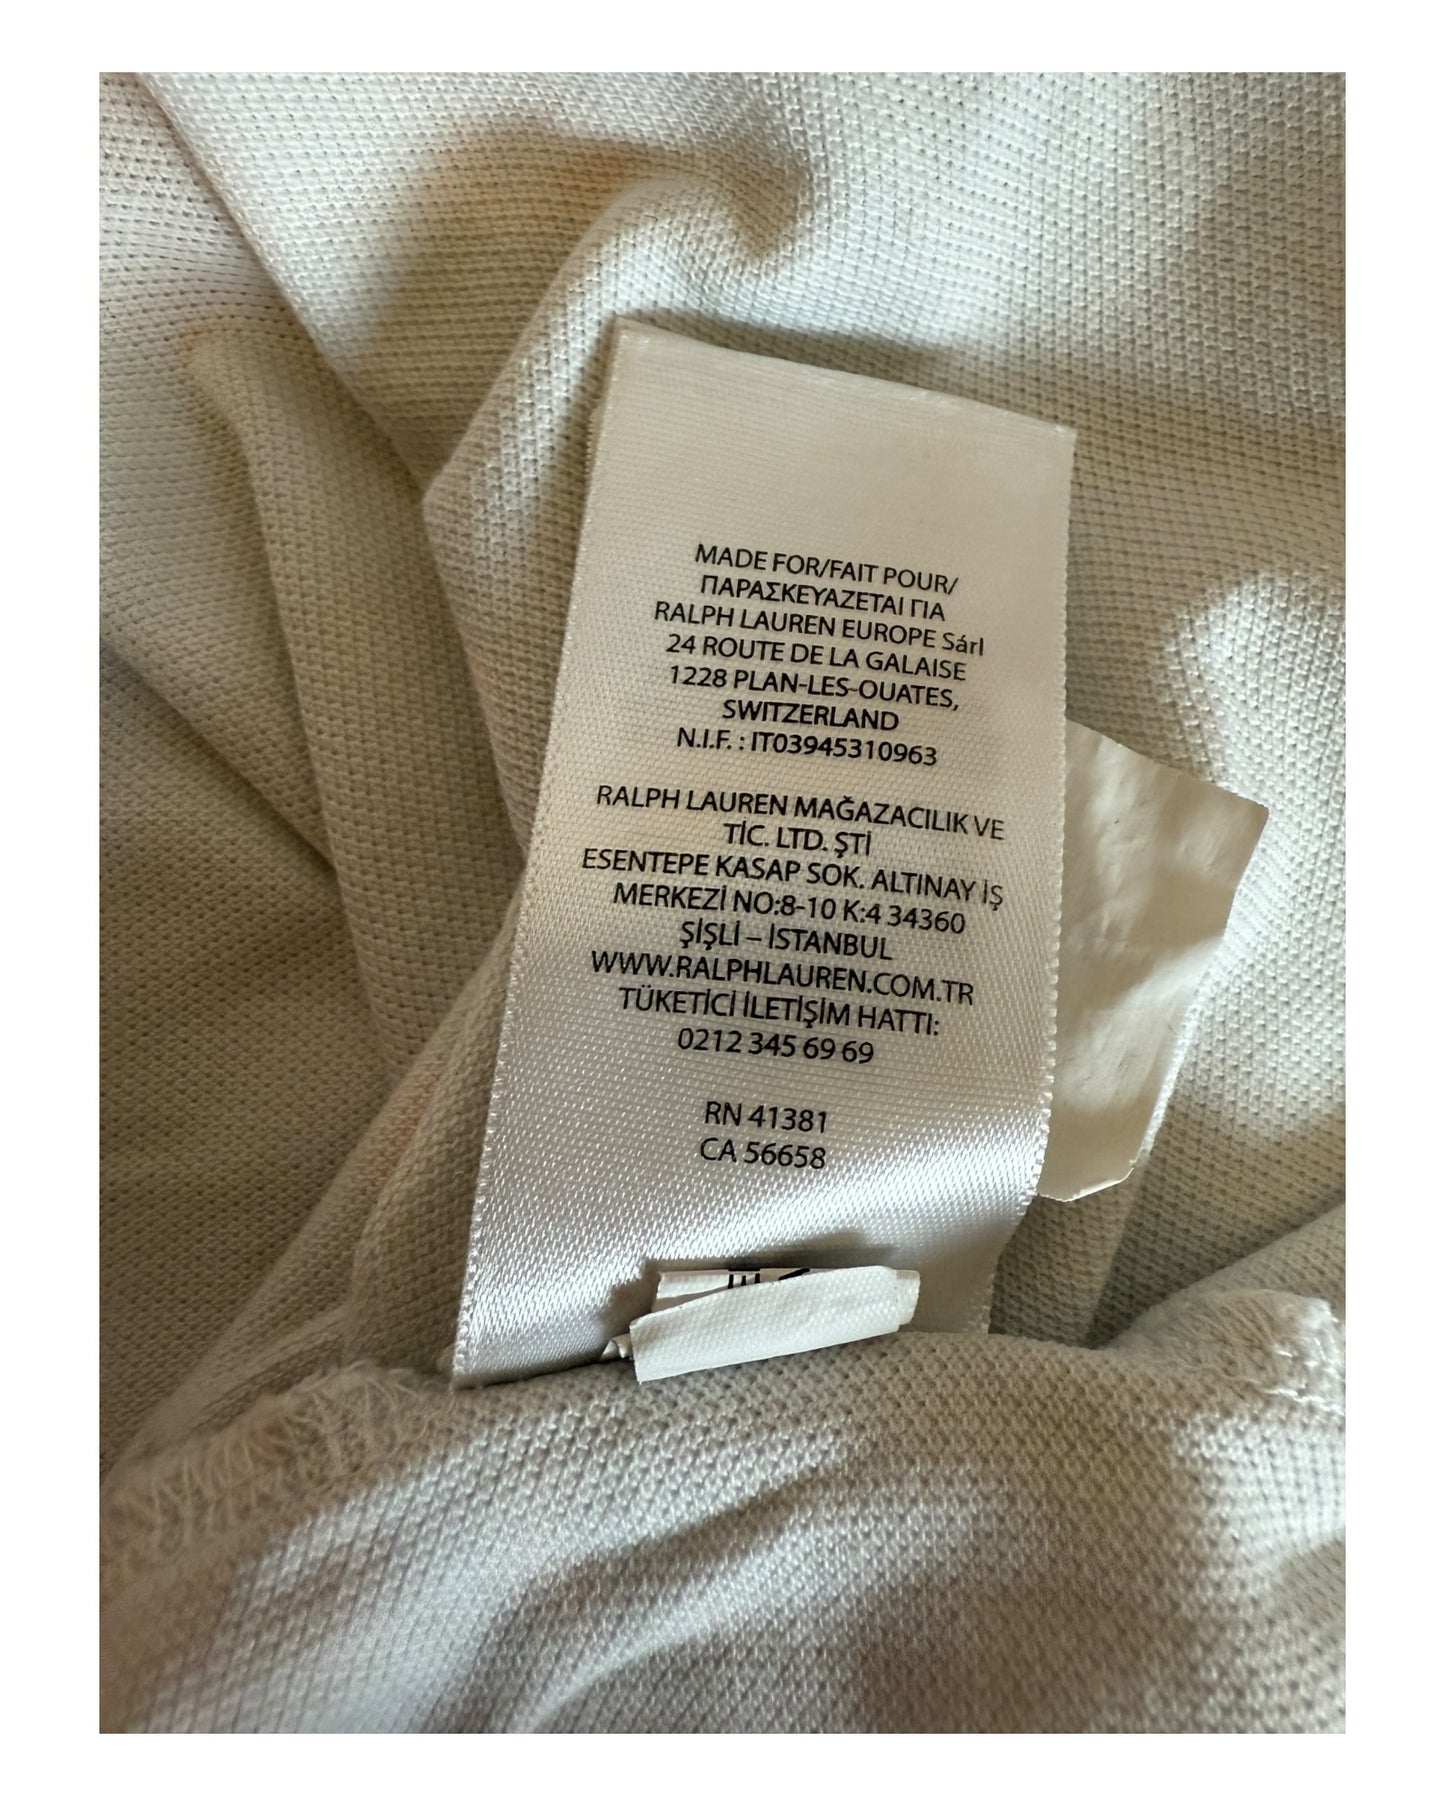 MADE FOR/FAIT POUR/
ΠΑΡΑΣΚΕΥΑΖΕΤΑΙ ΓΙΑ
RALPH LAUREN EUROPE Sárl
24 ROUTE DE LA GALAISE
1228 PLAN-LES-OUATES,
SWITZERLAND
N.I.F. : IT03945310963
RALPH LAUREN MAĞAZACILIK VE
TİC. LTD. ŞTİ
ESENTEPE KASAP SOK. ALTINAY İŞ
MERKEZİ NO:8-10 K:4 34360
ŞİŞLİ – İSTANBUL
WWW.RALPHLAUREN.COM.TR
TÜKETİCİ İLETİŞİM HATTI:
0212 345 69 69
RN 41381
CA 56658